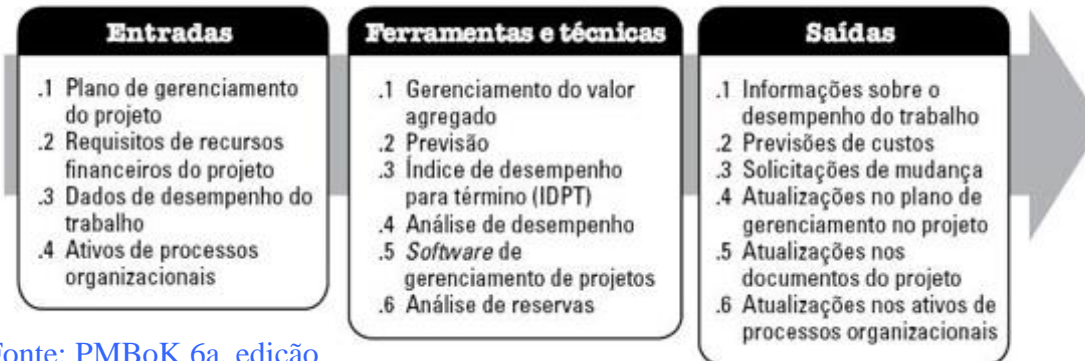 Entradas
.1 Plano de gerenciamento
do projeto
.2 Requisitos de recursos
financeiros do projeto
.3 Dados de desempenho do
trabalho
.4 Ativos de processos
organizacionais
Ferramentas e técnicas
.1 Gerenciamento do valor
agregado
.2 Previsão
.3 Índice de desempenho
para término (IDPT)
.4 Análise de desempenho
.5 Software de
gerenciamento de projetos
.6 Análise de reservas
Saídas
.1 Informações sobre o
desempenho do trabalho
.2 Previsões de custos
.3 Solicitações de mudança
.4 Atualizações no plano de
gerenciamento no projeto
.5 Atualizações nos
documentos do projeto
.6 Atualizações nos ativos de
processos organizacionais
Fonte: PMBoK 6a. edição